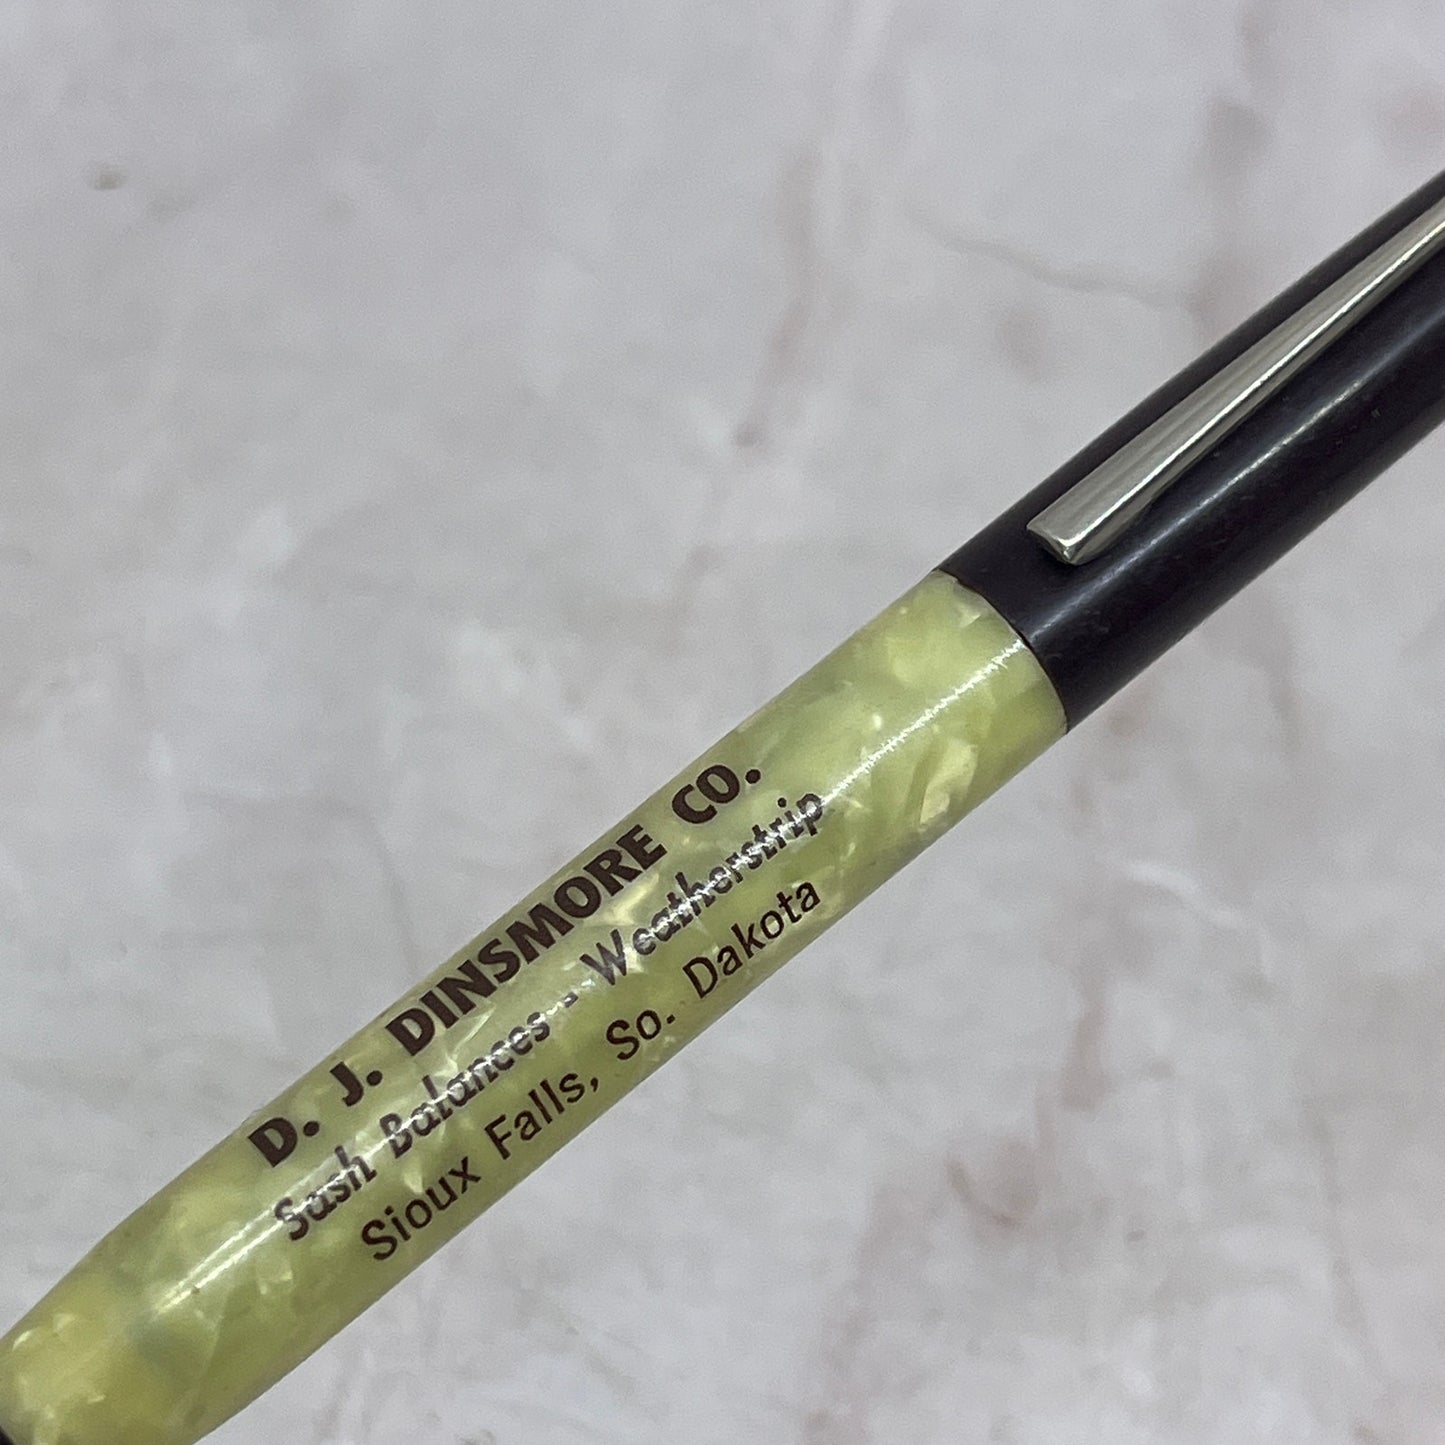 D. J. DINSMORE CO.
Sash Balances - Weatherstrip
Sioux Falls, So. Dakota